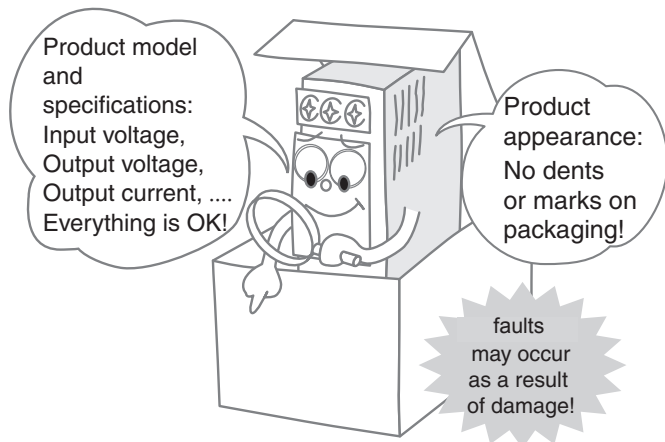 Product model
and
specifications:
Input voltage,
Output voltage,
Output current, ....
Everything is OK!
Product
appearance:
No dents
or marks on
packaging!
faults
may occur
as a result
of damage!